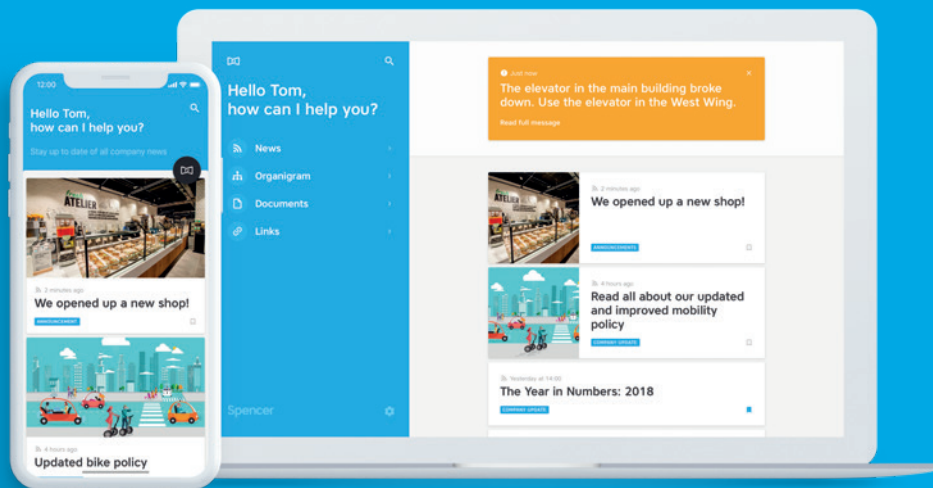 12:00
Hello Tom,
how can I help you?
Stay up to date of all company news
ATELIER
2 minutes ago
We opened up a new shop!
ANNOUNCEMENT
4 hours ago
Updated bike policy
Hello Tom,
how can I help you?
News
Organigram
Documents
Links
Spencer
Just now
The elevator in the main building broke
down. Use the elevator in the West Wing.
Read full message
ATELIER
2 minutes ago
We opened up a new shop!
ANNOUNCEMENTS
4 hours ago
Read all about our updated
and improved mobility
policy
COMPANY UPDATE
Yesterday at 14:00
The Year in Numbers: 2018
COMPANY UPDATE